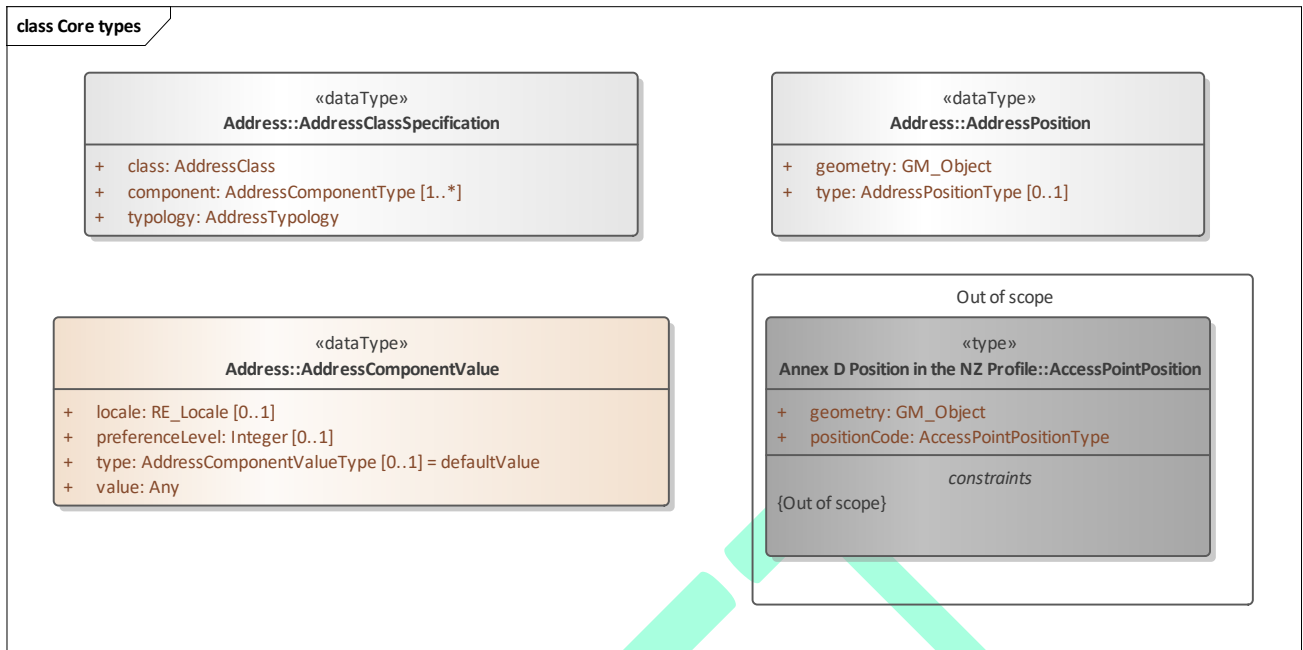 class Core types
«dataType»
Address::AddressClassSpecification
+ class: AddressClass
+ component: AddressComponentType [1..*]
+ typology: AddressTypology
«dataType»
Address::AddressPosition
+ geometry: GM_Object
+ type: AddressPositionType [0..1]
«dataType»
Address::AddressComponentValue
+ locale: RE_Locale [0..1]
+ preferenceLevel: Integer [0..1]
+ type: AddressComponentValueType [0..1] = defaultValue
+ value: Any
Out of scope
«type»
Annex D Position in the NZ Profile::AccessPointPosition
+ geometry: GM_Object
+ positionCode: AccessPointPositionType
constraints
{Out of scope}